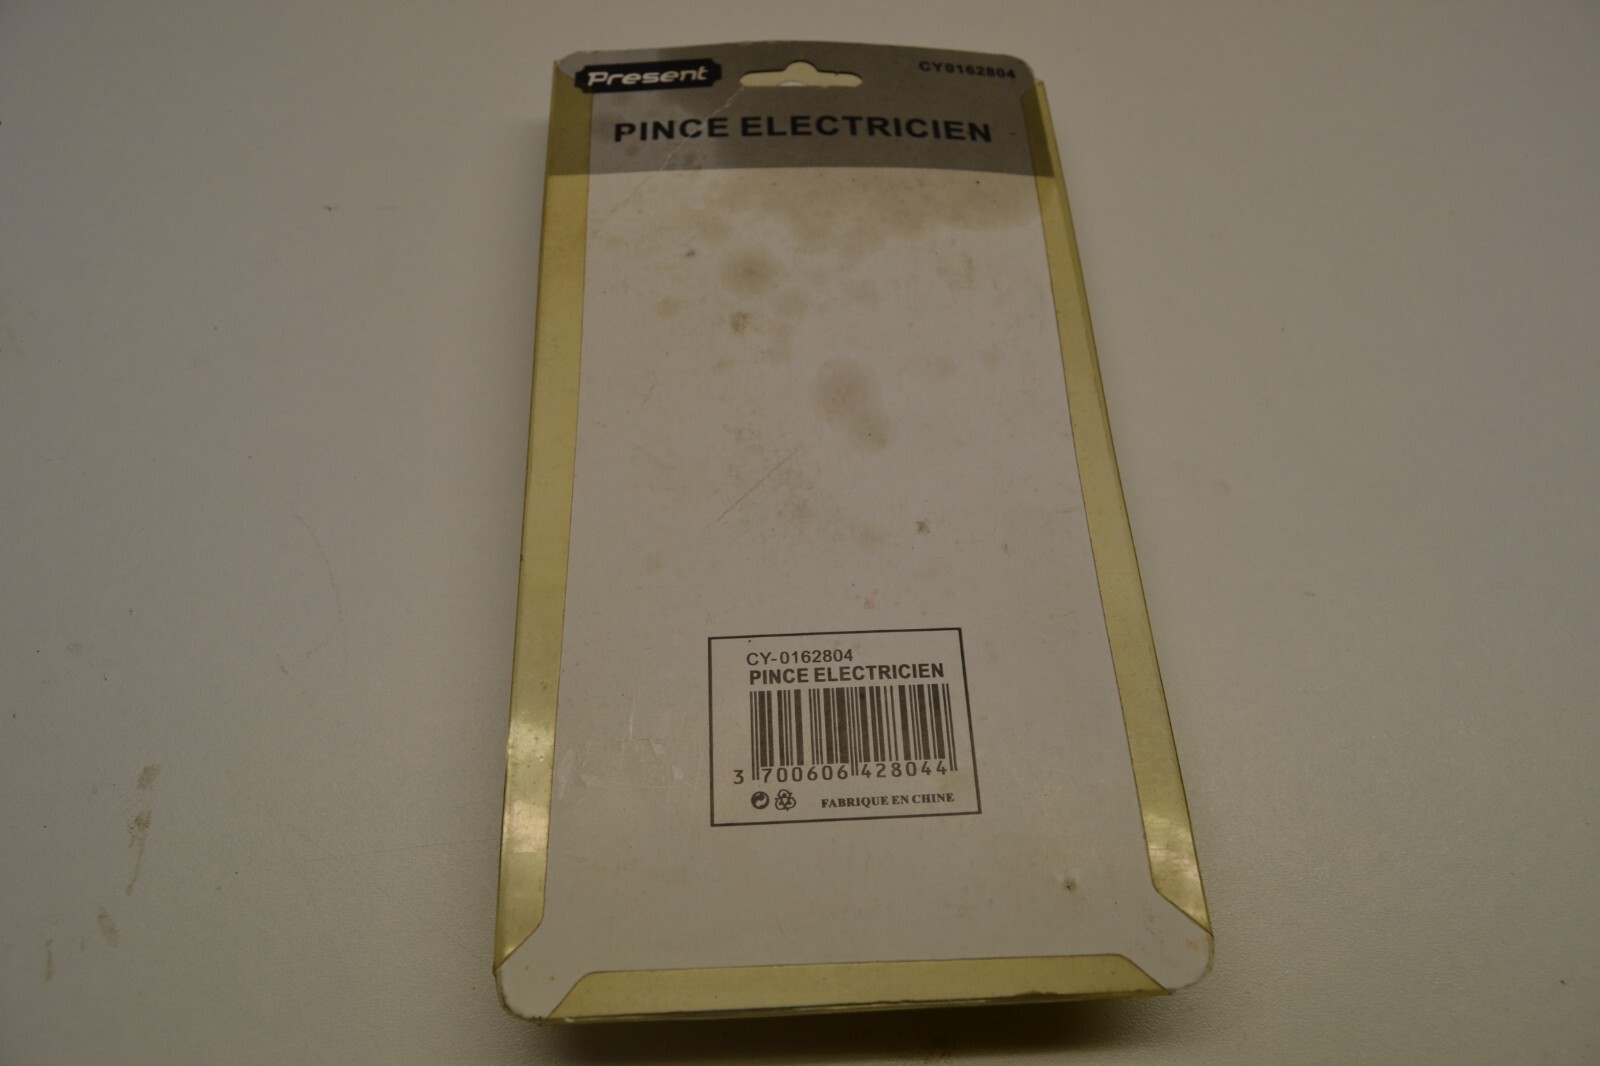 Present
CY0162804
PINCE ELECTRICIEN
CY-0162804
PINCE ELECTRICIEN
3 700606 428044
FABRIQUE EN CHINE